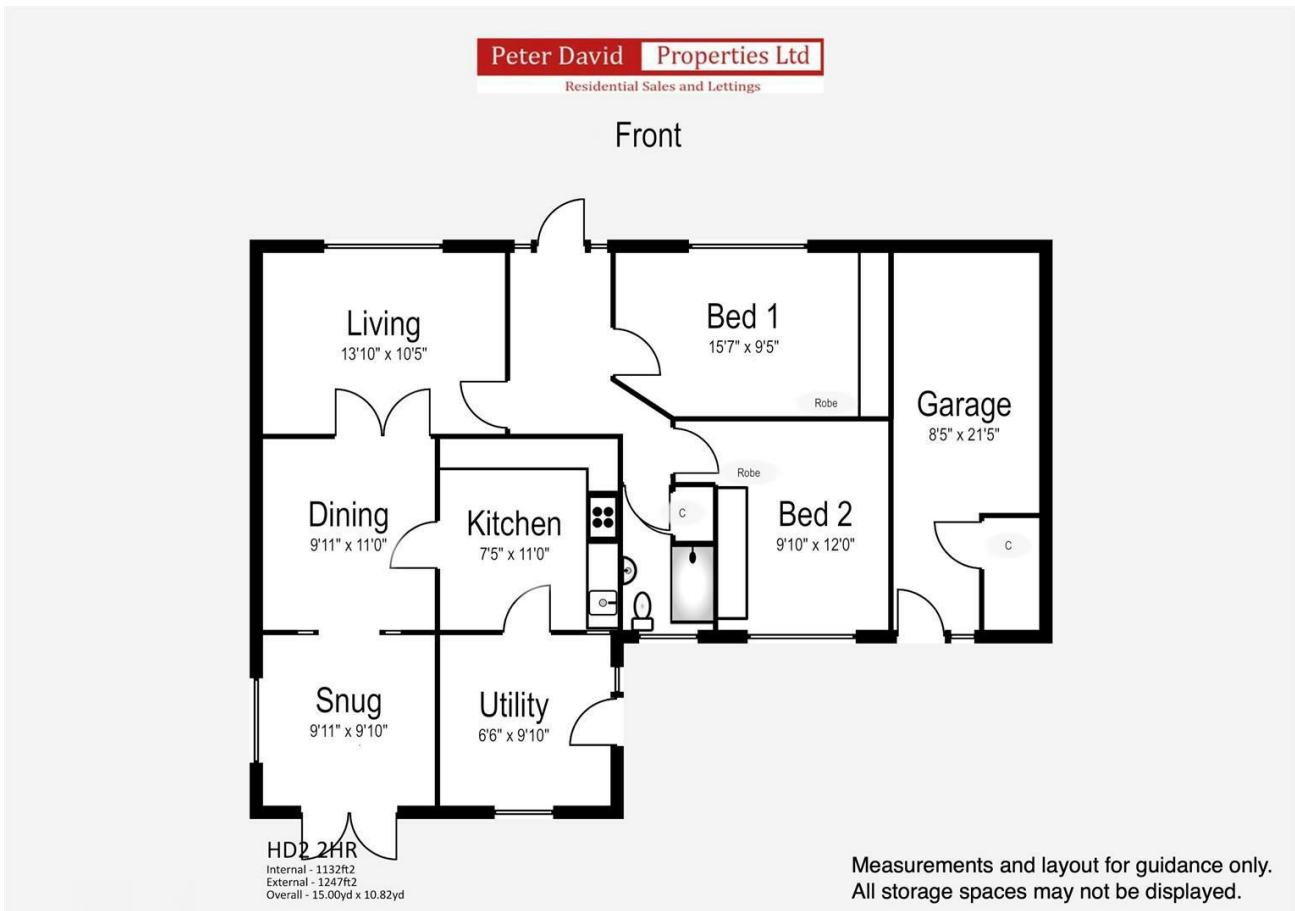 Peter David Properties Ltd
Residential Sales and Lettings
Front
Living
13'10" x 10'5"
Bed 1
15'7" x 9'5"
Robe
Garage
8'5" x 21'5"
Dining
9'11" x 11'0"
Kitchen
7'5" x 11'0"
Robe
C
Bed 2
9'10" x 12'0"
C
Snug
9'11" x 9'10"
Utility
6'6" x 9'10"
HD2 2HR
Internal - 1132ft2
External - 1247ft2
Overall - 15.00yd x 10.82yd
Measurements and layout for guidance only.
All storage spaces may not be displayed.